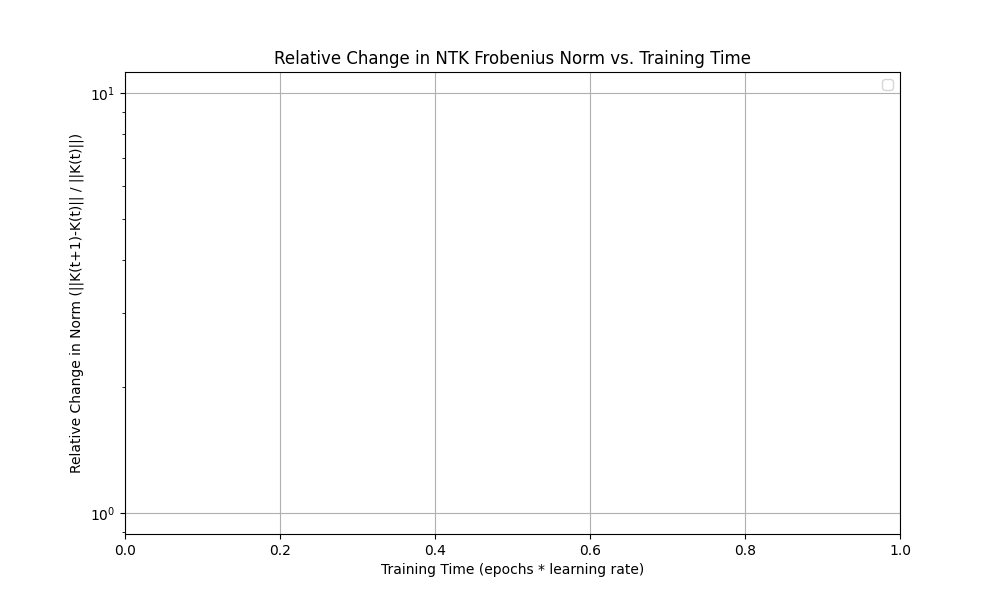 Relative Change in NTK Frobenius Norm vs. Training Time
Relative Change in Norm (||K(t+1)-K(t)|| / ||K(t)||)
10¹
10⁰
0.0 0.2 0.4 0.6 0.8 1.0
Training Time (epochs * learning rate)